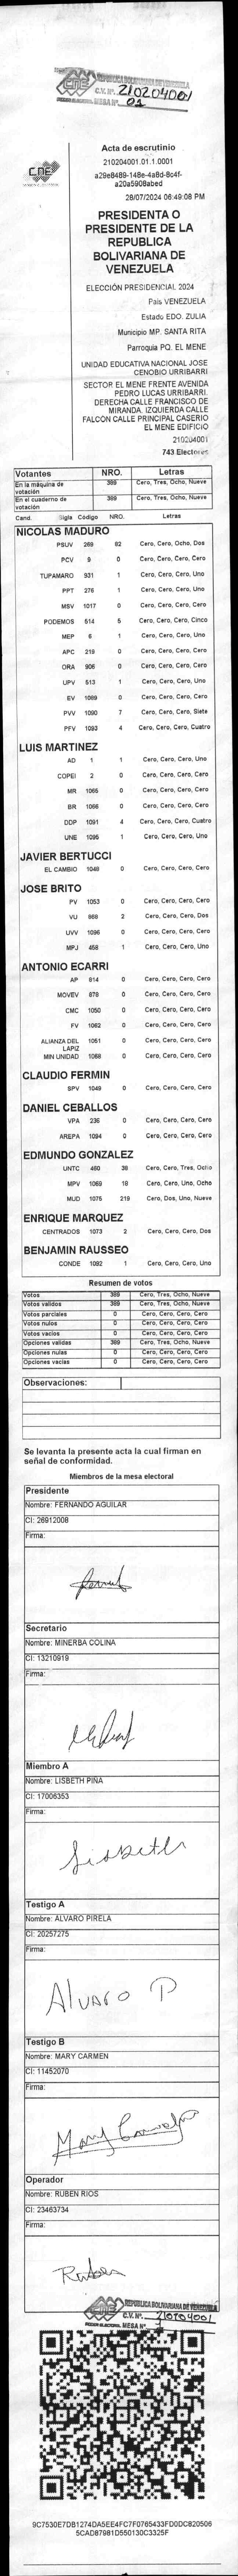 CNE
REPUBLICA BOLIVARIANA DE VENEZUELA
C.V. Nº. 210204001
MESA Nº. 01
CNE
Acta de escrutinio
210204001.01.1.0001
a29e8489-148e-4a8d-8c4f-
a20a5908abed
28/07/2024 06:49:08 PM
PRESIDENTA O
PRESIDENTE DE LA
REPUBLICA
BOLIVARIANA DE
VENEZUELA
ELECCIÓN PRESIDENCIAL 2024
País VENEZUELA
Estado EDO. ZULIA
Municipio MP. SANTA RITA
Parroquia PQ. EL MENE
UNIDAD EDUCATIVA NACIONAL JOSE
CENOBIO URRIBARRI
SECTOR EL MENE FRENTE AVENIDA
PEDRO LUCAS URRIBARRI.
DERECHA CALLE FRANCISCO DE
MIRANDA. IZQUIERDA CALLE
FALCON CALLE PRINCIPAL CASERIO
EL MENE EDIFICIO
210204001
743 Electores
Votantes NRO. Letras
En la máquina de votación 389 Cero, Tres, Ocho, Nueve
En el cuaderno de votación 389 Cero, Tres, Ocho, Nueve
Cand. Sigla Código NRO. Letras
NICOLAS MADURO
PSUV 269 82 Cero, Cero, Ocho, Dos
PCV 9 0 Cero, Cero, Cero, Cero
TUPAMARO 931 1 Cero, Cero, Cero, Uno
PPT 276 1 Cero, Cero, Cero, Uno
MSV 1017 0 Cero, Cero, Cero, Cero
PODEMOS 514 5 Cero, Cero, Cero, Cinco
MEP 6 1 Cero, Cero, Cero, Uno
APC 219 0 Cero, Cero, Cero, Cero
ORA 906 0 Cero, Cero, Cero, Cero
UPV 513 1 Cero, Cero, Cero, Uno
EV 1069 0 Cero, Cero, Cero, Cero
PVV 1090 7 Cero, Cero, Cero, Siete
PFV 1093 4 Cero, Cero, Cero, Cuatro
LUIS MARTINEZ
AD 1 1 Cero, Cero, Cero, Uno
COPEI 2 0 Cero, Cero, Cero, Cero
MR 1065 0 Cero, Cero, Cero, Cero
BR 1066 0 Cero, Cero, Cero, Cero
DDP 1091 4 Cero, Cero, Cero, Cuatro
UNE 1095 1 Cero, Cero, Cero, Uno
JAVIER BERTUCCI
EL CAMBIO 1048 0 Cero, Cero, Cero, Cero
JOSE BRITO
PV 1053 0 Cero, Cero, Cero, Cero
VU 868 2 Cero, Cero, Cero, Dos
UVV 1096 0 Cero, Cero, Cero, Cero
MPJ 458 1 Cero, Cero, Cero, Uno
ANTONIO ECARRI
AP 814 0 Cero, Cero, Cero, Cero
MOVEV 878 0 Cero, Cero, Cero, Cero
CMC 1050 0 Cero, Cero, Cero, Cero
FV 1062 0 Cero, Cero, Cero, Cero
ALIANZA DEL LAPIZ 1051 0 Cero, Cero, Cero, Cero
MIN UNIDAD 1068 0 Cero, Cero, Cero, Cero
CLAUDIO FERMIN
SPV 1049 0 Cero, Cero, Cero, Cero
DANIEL CEBALLOS
VPA 236 0 Cero, Cero, Cero, Cero
AREPA 1094 0 Cero, Cero, Cero, Cero
EDMUNDO GONZALEZ
UNTC 460 38 Cero, Cero, Tres, Ocho
MPV 1069 18 Cero, Cero, Uno, Ocho
MUD 1075 219 Cero, Dos, Uno, Nueve
ENRIQUE MARQUEZ
CENTRADOS 1073 2 Cero, Cero, Cero, Dos
BENJAMIN RAUSSEO
CONDE 1092 1 Cero, Cero, Cero, Uno
Resumen de votos
Votos 389 Cero, Tres, Ocho, Nueve
Votos validos 389 Cero, Tres, Ocho, Nueve
Votos parciales 0 Cero, Cero, Cero, Cero
Votos nulos 0 Cero, Cero, Cero, Cero
Votos vacios 0 Cero, Cero, Cero, Cero
Opciones validas 389 Cero, Tres, Ocho, Nueve
Opciones nulas 0 Cero, Cero, Cero, Cero
Opciones vacias 0 Cero, Cero, Cero, Cero
Observaciones:
Se levanta la presente acta la cual firman en
señal de conformidad.
Miembros de la mesa electoral
Presidente
Nombre: FERNANDO AGUILAR
CI: 26912008
Firma:
Secretario
Nombre: MINERBA COLINA
CI: 13210919
Firma:
Miembro A
Nombre: LISBETH PIÑA
CI: 17006353
Firma:
Lisbeth
Testigo A
Nombre: ALVARO PIRELA
CI: 20257275
Firma:
Alvaro P
Testigo B
Nombre: MARY CARMEN
CI: 11452070
Firma:
Mary Carmen
Operador
Nombre: RUBEN RIOS
CI: 23463734
Firma:
Ruben
CNE
REPUBLICA BOLIVARIANA DE VENEZUELA
C.V. Nº. 210204001
MESA Nº.
9C7530E7DB1274DA5EE4FC7F0765433FD0DC820506
5CAD87981D550130C3325F